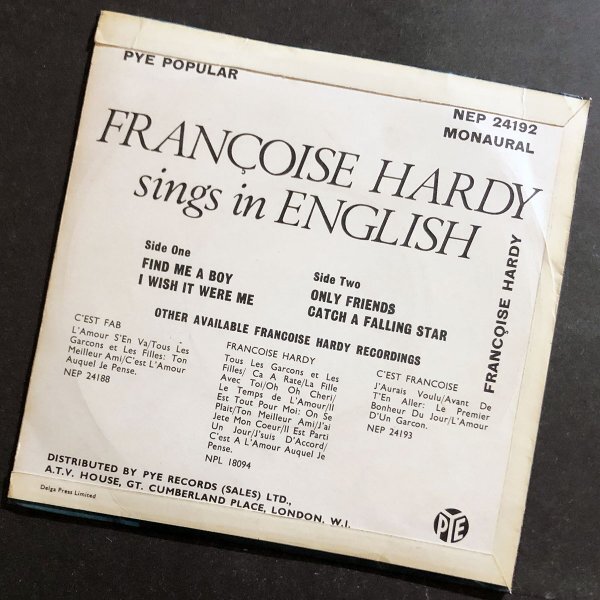 PYE POPULAR
NEP 24192
MONAURAL
FRANÇOISE HARDY
sings in ENGLISH
Side One
FIND ME A BOY
I WISH IT WERE ME
Side Two
ONLY FRIENDS
CATCH A FALLING STAR
FRANÇOISE HARDY
OTHER AVAILABLE FRANCOISE HARDY RECORDINGS
C'EST FAB
L'Amour S'En Va/Tous Les
Garcons et Les Filles: Ton
Meilleur Ami/C'est L'Amour
Auquel Je Pense.
NEP 24188
FRANCOISE HARDY
Tous Les Garcons et Les
Filles/ Ca A Rate/La Fille
Avec Toi/Oh Oh Cheri/
Le Temps de L'Amour/Il
Est Tout Pour Moi: On Se
Plait/Ton Meilleur Ami/J'ai
Jete Mon Coeur/Il Est Parti
Un Jour/J'suis D'Accord/
C'est A L'Amour Auquel Je
Pense.
NPL 18094
C'EST FRANCOISE
J'Aurais Voulu/Avant De
T'En Aller: Le Premier
Bonheur Du Jour/L'Amour
D'Un Garcon.
NEP 24193
DISTRIBUTED BY PYE RECORDS (SALES) LTD.,
A.T.V. HOUSE, GT. CUMBERLAND PLACE, LONDON, W.I.
Delga Press Limited
PYE